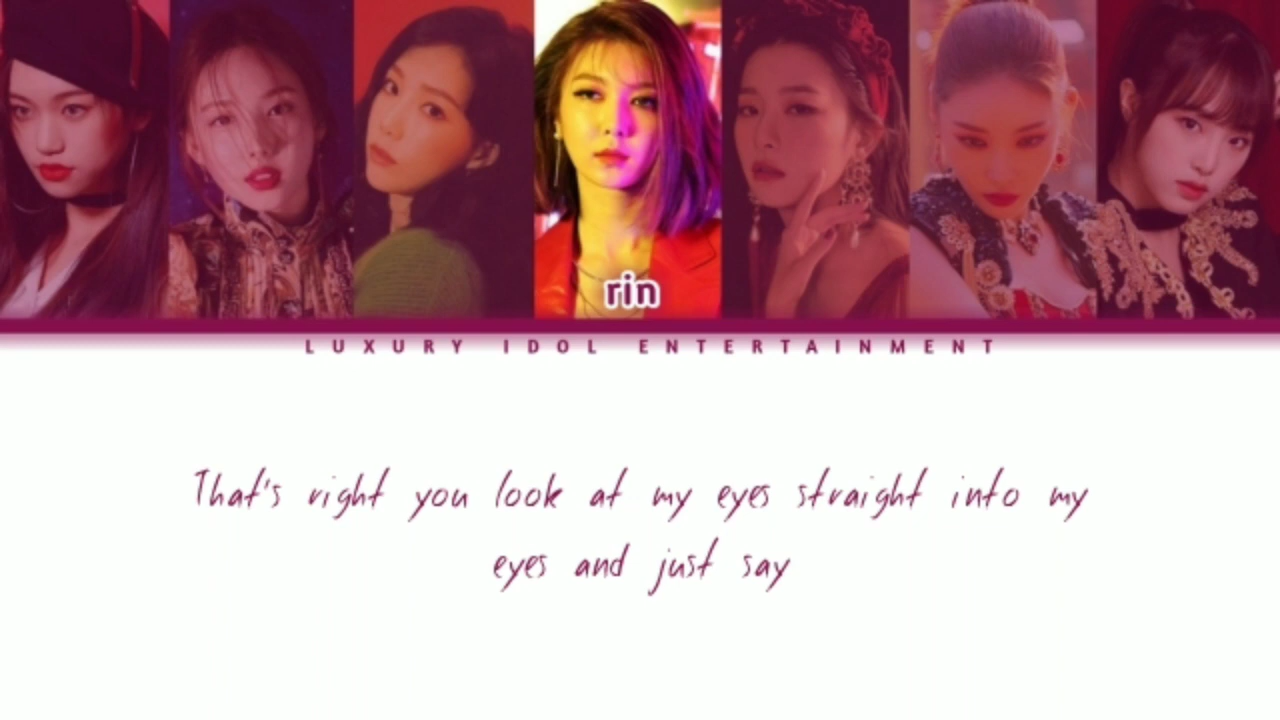 rin
LUXURY IDOL ENTERTAINMENT
That's right you look at my eyes straight into my
eyes and just say